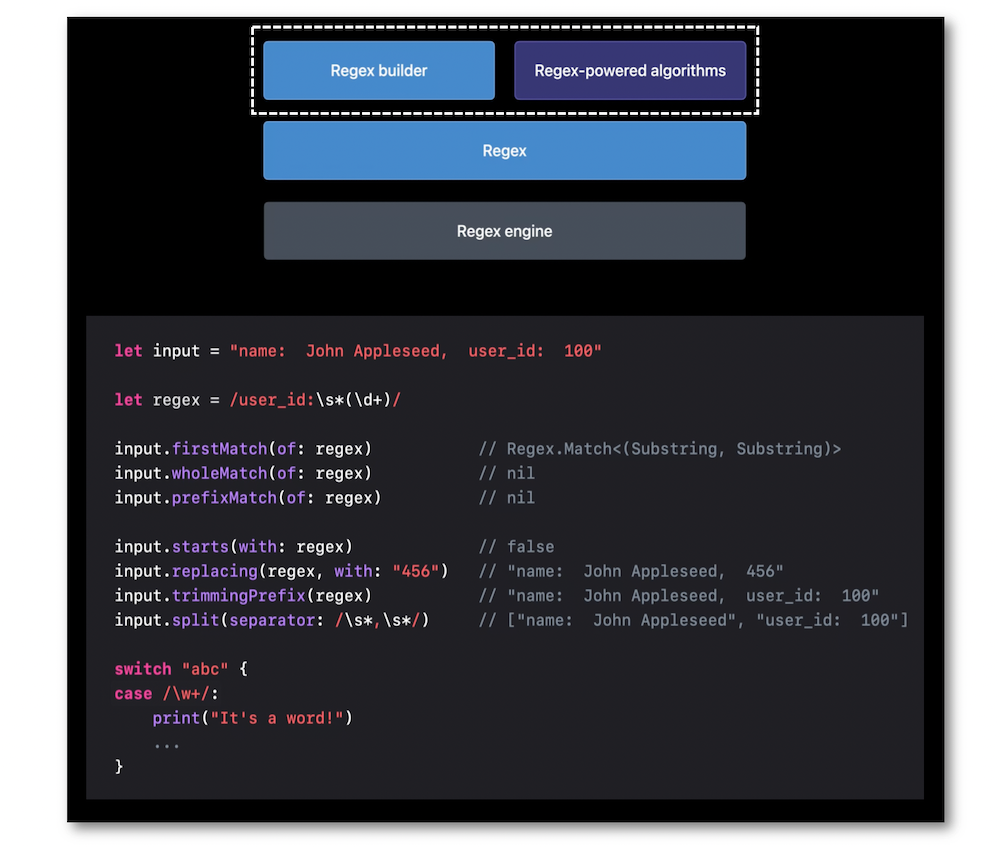 Regex builder
Regex-powered algorithms
Regex
Regex engine
let input = "name:  John Appleseed,  user_id:  100"
let regex = /user_id:\s*(\d+)/
input.firstMatch(of: regex)           // Regex.Match<(Substring, Substring)>
input.wholeMatch(of: regex)           // nil
input.prefixMatch(of: regex)          // nil
input.starts(with: regex)             // false
input.replacing(regex, with: "456")   // "name:  John Appleseed,  456"
input.trimmingPrefix(regex)           // "name:  John Appleseed,  user_id:  100"
input.split(separator: /\s*,\s*/)     // ["name:  John Appleseed", "user_id:  100"]
switch "abc" {
case /\w+/:
    print("It's a word!")
    ...
}